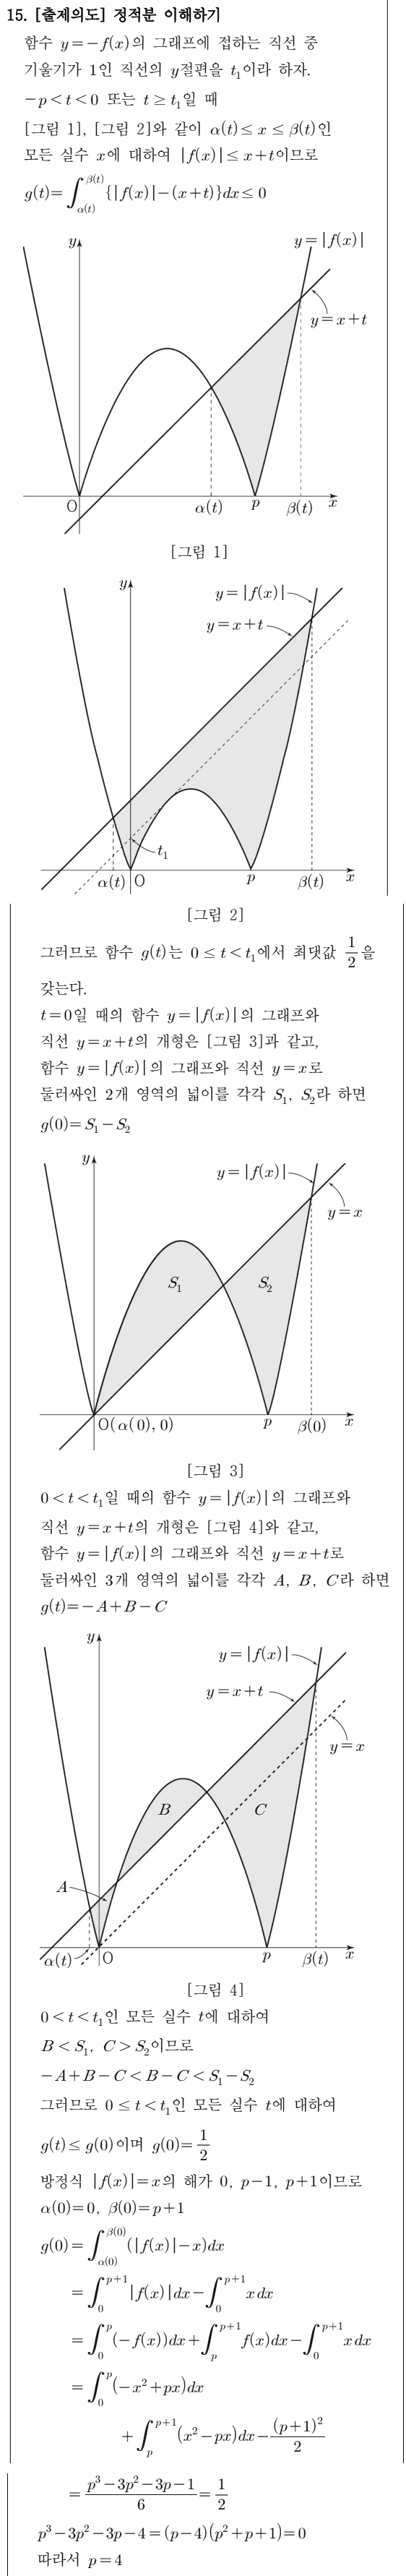 15. [출제의도] 정적분 이해하기
함수 y=−f(x)의 그래프에 접하는 직선 중
기울기가 1인 직선의 y절편을 t₁이라 하자.
−p<t<0 또는 t≥t₁일 때
[그림 1], [그림 2]와 같이 α(t)≤x≤β(t)인
모든 실수 x에 대하여 |f(x)|≤x+t이므로
g(t)=∫_{α(t)}^{β(t)}{|f(x)|−(x+t)}dx≤0
y
y=|f(x)|
y=x+t
O
α(t)
p
β(t)
x
[그림 1]
y
y=|f(x)|
y=x+t
t₁
α(t)
O
p
β(t)
x
[그림 2]
그러므로 함수 g(t)는 0≤t<t₁에서 최댓값 1/2을
갖는다.
t=0일 때의 함수 y=|f(x)|의 그래프와
직선 y=x+t의 개형은 [그림 3]과 같고,
함수 y=|f(x)|의 그래프와 직선 y=x로
둘러싸인 2개 영역의 넓이를 각각 S₁, S₂라 하면
g(0)=S₁−S₂
y
y=|f(x)|
y=x
S₁
S₂
O(α(0), 0)
p
β(0)
x
[그림 3]
0<t<t₁일 때의 함수 y=|f(x)|의 그래프와
직선 y=x+t의 개형은 [그림 4]와 같고,
함수 y=|f(x)|의 그래프와 직선 y=x+t로
둘러싸인 3개 영역의 넓이를 각각 A, B, C라 하면
g(t)=−A+B−C
y
y=|f(x)|
y=x+t
y=x
B
C
A
α(t)
O
p
β(t)
x
[그림 4]
0<t<t₁인 모든 실수 t에 대하여
B<S₁, C>S₂이므로
−A+B−C<B−C<S₁−S₂
그러므로 0≤t<t₁인 모든 실수 t에 대하여
g(t)≤g(0)이며 g(0)=1/2
방정식 |f(x)|=x의 해가 0, p−1, p+1이므로
α(0)=0, β(0)=p+1
g(0)=∫_{α(0)}^{β(0)}(|f(x)|−x)dx
=∫_{0}^{p+1}|f(x)|dx−∫_{0}^{p+1}x dx
=∫_{0}^{p}(−f(x))dx+∫_{p}^{p+1}f(x)dx−∫_{0}^{p+1}x dx
=∫_{0}^{p}(−x²+px)dx
+∫_{p}^{p+1}(x²−px)dx−(p+1)²/2
=(p³−3p²−3p−1)/6=1/2
p³−3p²−3p−4=(p−4)(p²+p+1)=0
따라서 p=4